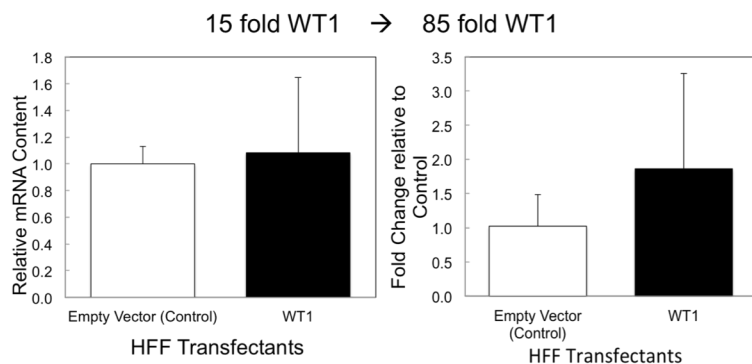 15 fold WT1 → 85 fold WT1
Relative mRNA Content
1.8
1.6
1.4
1.2
1.0
0.8
0.6
0.4
0.2
0.0
Empty Vector (Control) WT1
HFF Transfectants
Fold Change relative to
Control
3.5
3.0
2.5
2.0
1.5
1.0
0.5
0.0
Empty Vector WT1
(Control)
HFF Transfectants